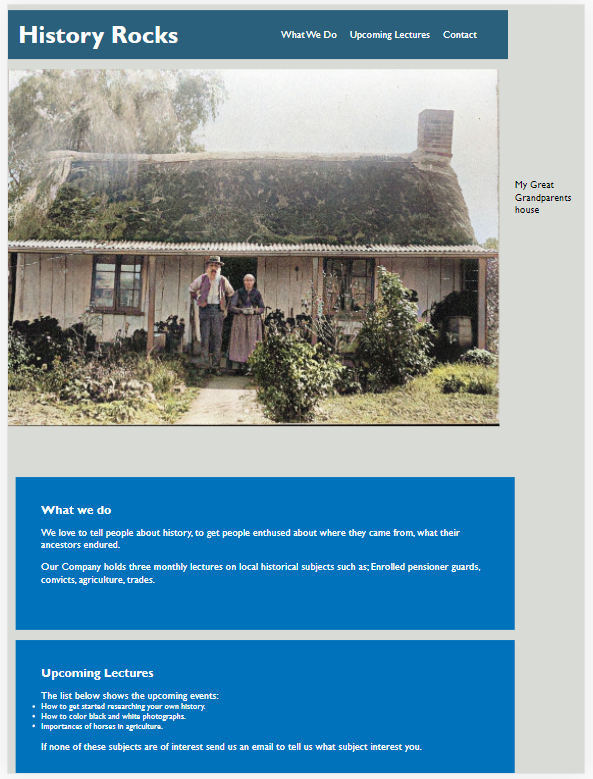 History Rocks
What We Do Upcoming Lectures Contact
My Great
Grandparents
house
What we do
We love to tell people about history, to get people enthused about where they came from, what their
ancestors endured.
Our Company holds three monthly lectures on local historical subjects such as; Enrolled pensioner guards,
convicts, agriculture, trades.
Upcoming Lectures
The list below shows the upcoming events:
• How to get started researching your own history.
• How to color black and white photographs.
• Importances of horses in agriculture.
If none of these subjects are of interest send us an email to tell us what subject interest you.